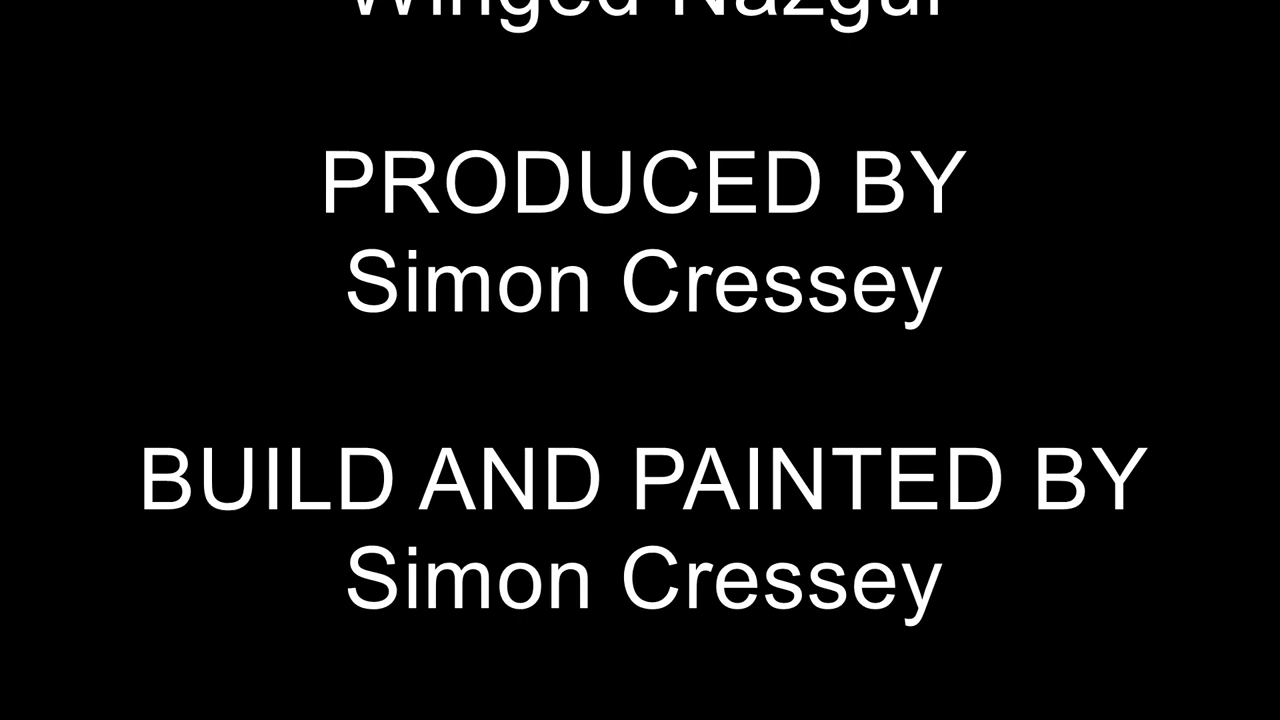 Winged Nazgul
PRODUCED BY
Simon Cressey
BUILD AND PAINTED BY
Simon Cressey